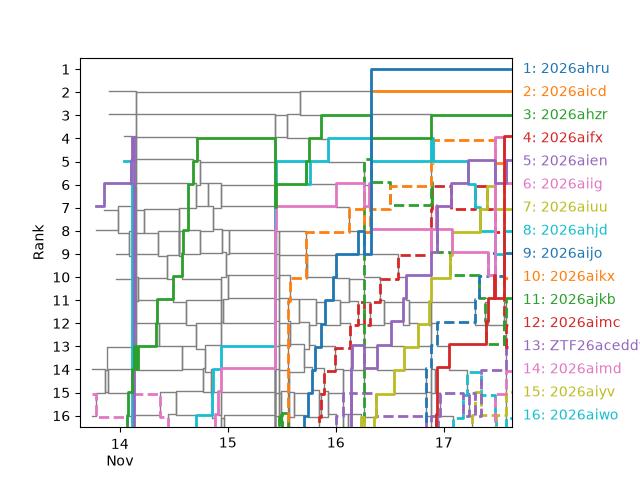 1
2
3
4
5
6
7
8
9
10
11
12
13
14
15
16
Rank
14
15
16
17
Nov
1: 2026ahru
2: 2026aicd
3: 2026ahzr
4: 2026aifx
5: 2026aien
6: 2026aiig
7: 2026aiuu
8: 2026ahjd
9: 2026aijo
10: 2026aikx
11: 2026ajkb
12: 2026aimc
13: ZTF26acedd
14: 2026aimd
15: 2026aiyv
16: 2026aiwo